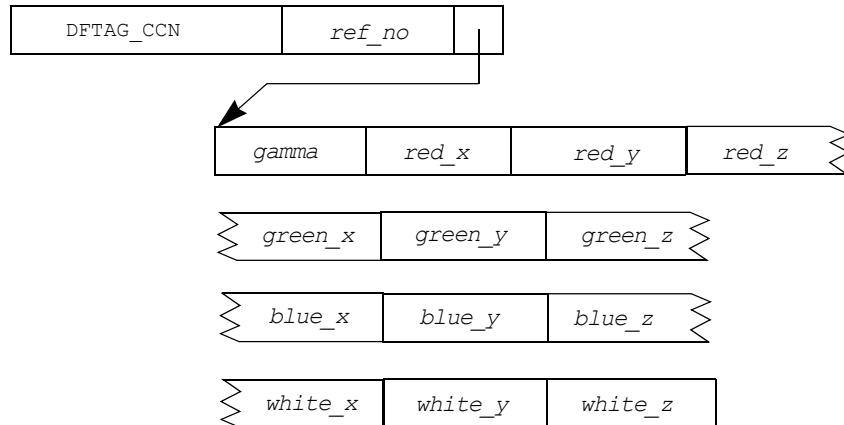 DFTAG_CCN ref_no
gamma red_x red_y red_z
green_x green_y green_z
blue_x blue_y blue_z
white_x white_y white_z